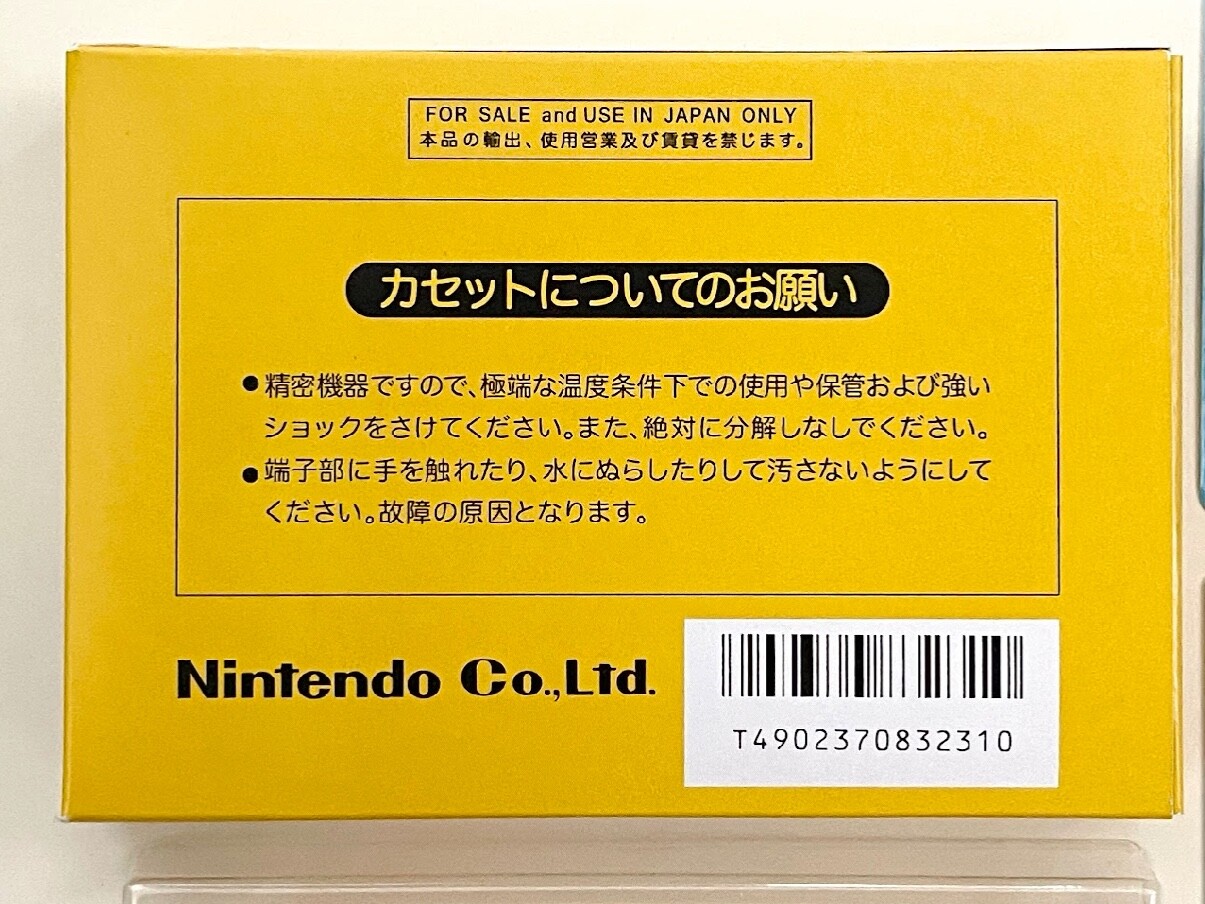 FOR SALE and USE IN JAPAN ONLY
本品の輸出、使用営業及び賃貸を禁じます。
カセットについてのお願い
●精密機器ですので、極端な温度条件下での使用や保管および強い
ショックをさけてください。また、絶対に分解しなしでください。
●端子部に手を触れたり、水にぬらしたりして汚さないようにして
ください。故障の原因となります。
Nintendo Co.,Ltd.
T4902370832310